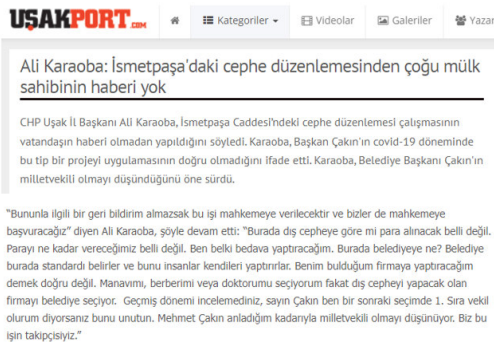 UŞAKPORT.COM
Kategoriler
Videolar
Galeriler
Yazar
Ali Karaoba: İsmetpaşa'daki cephe düzenlemesinden çoğu mülk
sahibinin haberi yok
CHP Uşak İl Başkanı Ali Karaoba, İsmetpaşa Caddesi'ndeki cephe düzenlemesi çalışmasının
vatandaşın haberi olmadan yapıldığını söyledi. Karaoba, Başkan Çakın'ın covid-19 döneminde
bu tip bir projeyi uygulamasının doğru olmadığını ifade etti. Karaoba, Belediye Başkanı Çakın'ın
milletvekili olmayı düşündüğünü öne sürdü.
"Bununla ilgili bir geri bildirim almazsak bu işi mahkemeye verilecektir ve bizler de mahkemeye
başvuracağız" diyen Ali Karaoba, şöyle devam etti: "Burada dış cepheye göre mi para alınacak belli değil.
Parayı ne kadar vereceğimiz belli değil. Ben belki bedava yaptıracağım. Burada belediyeye ne? Belediye
burada standardı belirler ve bunu insanlar kendileri yaptırırlar. Benim bulduğum firmaya yaptıracağım
demek doğru değil. Manavımı, berberimi veya doktorumu seçiyorum fakat dış cepheyi yapacak olan
firmayı belediye seçiyor. Geçmiş dönemi incelemediniz, sayın Çakın ben bir sonraki seçimde 1. Sıra vekil
olurum diyorsanız bunu unutun. Mehmet Çakın anladığım kadarıyla milletvekili olmayı düşünüyor. Biz bu
işin takipçisiyiz."